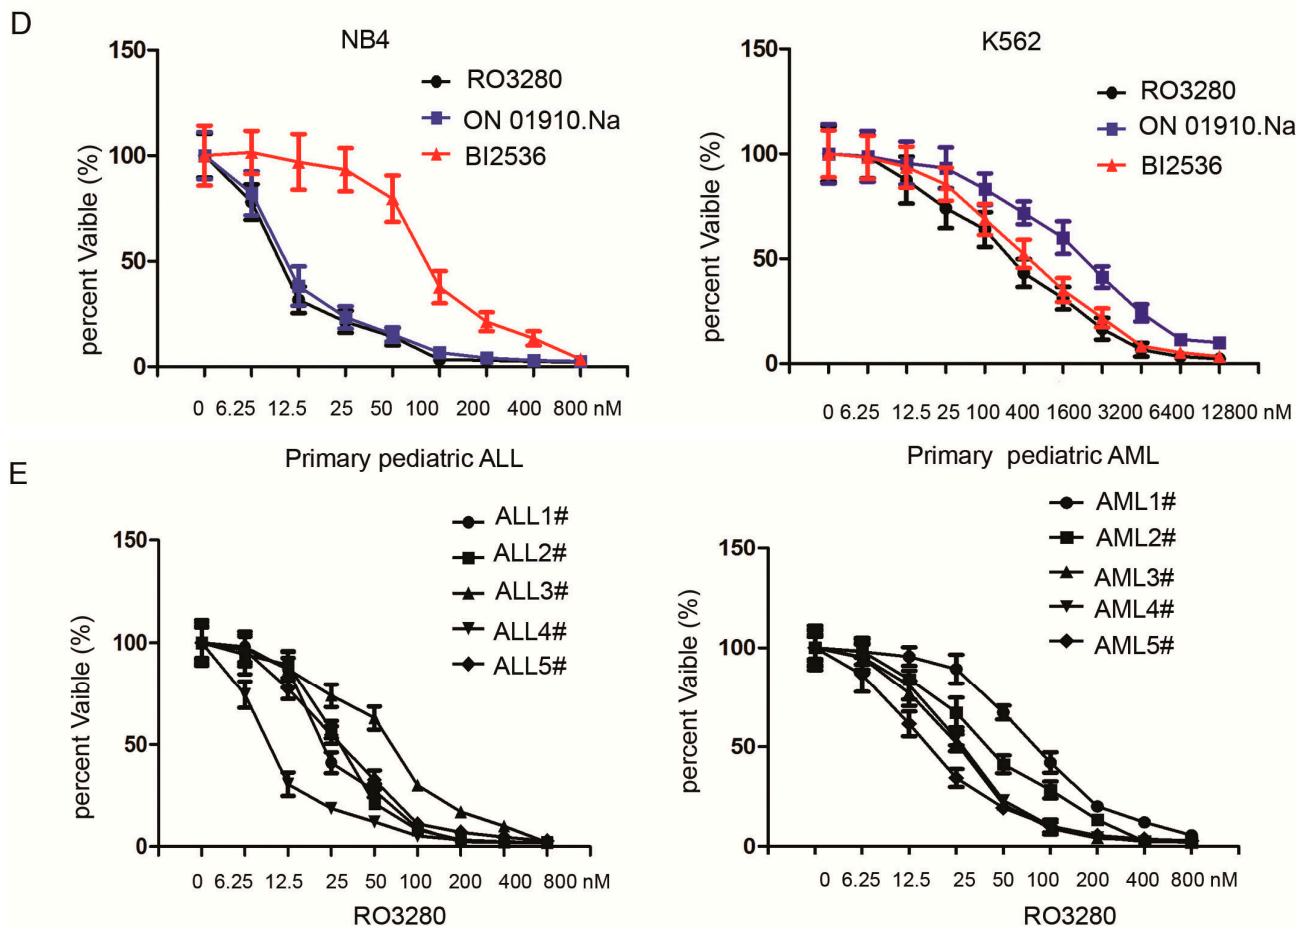 D
NB4
150
100
50
0
percent Vaible (%)
RO3280
ON 01910.Na
BI2536
0 6.25 12.5 25 50 100 200 400 800 nM
K562
150
100
50
0
percent Vaible (%)
RO3280
ON 01910.Na
BI2536
0 6.25 12.5 25 100 400 1600 3200 6400 12800 nM
E
Primary pediatric ALL
150
100
50
0
percent Vaible (%)
ALL1#
ALL2#
ALL3#
ALL4#
ALL5#
0 6.25 12.5 25 50 100 200 400 800 nM
RO3280
Primary pediatric AML
150
100
50
0
percent Vaible (%)
AML1#
AML2#
AML3#
AML4#
AML5#
0 6.25 12.5 25 50 100 200 400 800 nM
RO3280